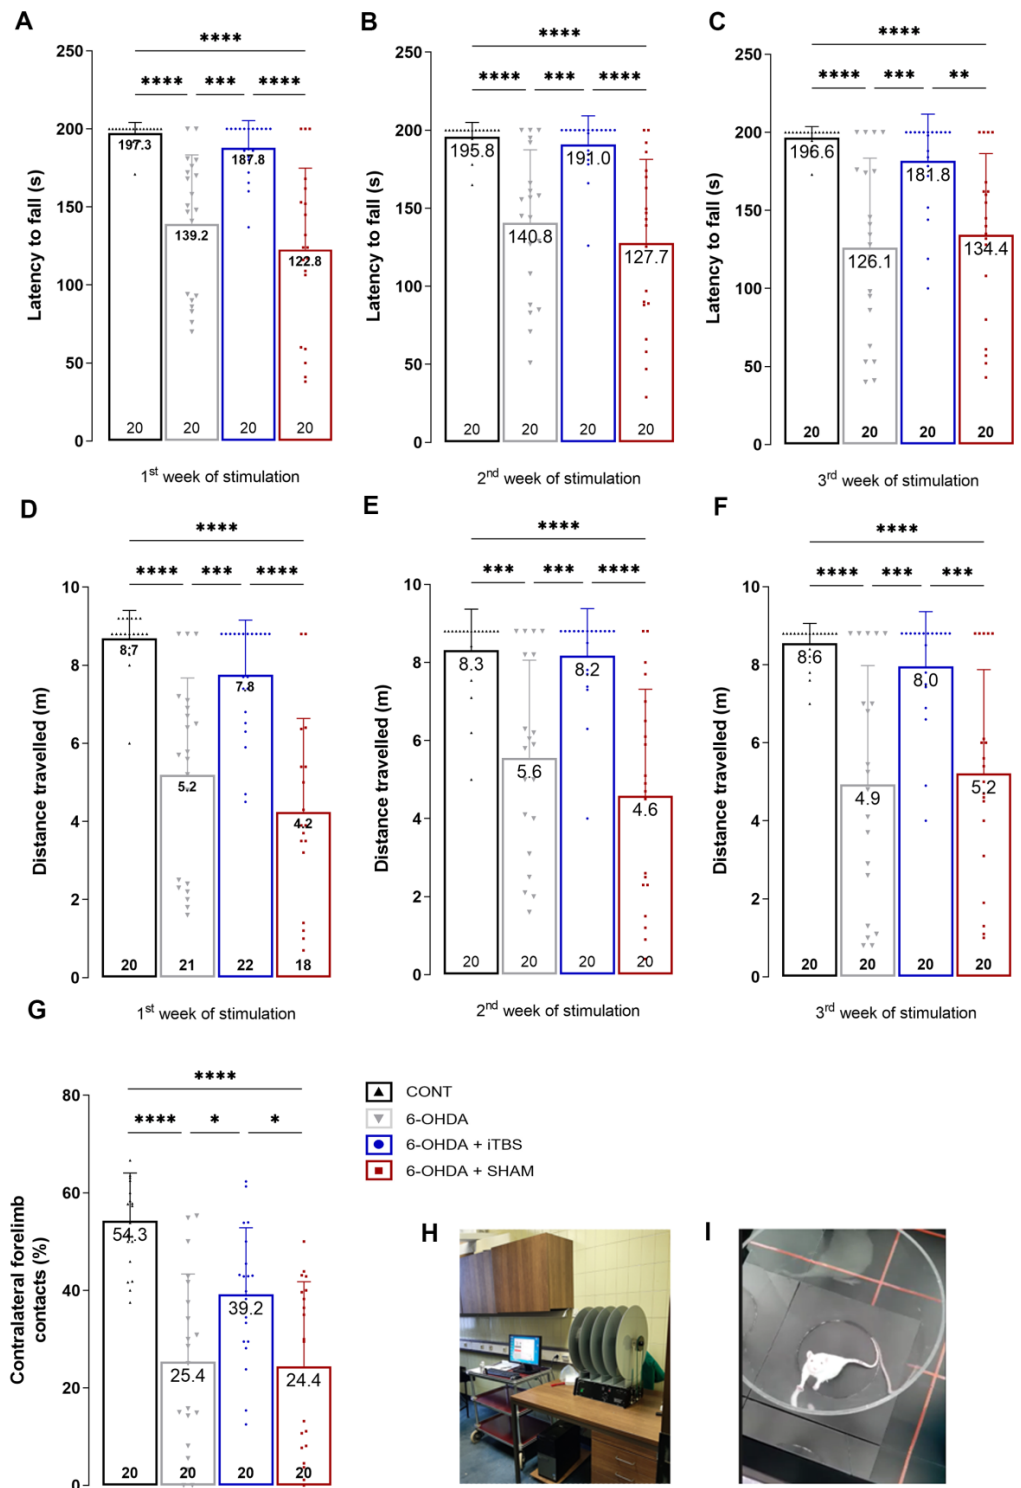 A
B
C
**** **** ****
**** *** **** **** *** **** **** *** **
250 250 250
200 200 200
150 150 150
100 100 100
50 50 50
0 0 0
Latency to fall (s) Latency to fall (s) Latency to fall (s)
197.3 139.2 187.8 122.8
195.8 140.8 191.0 127.7
196.6 126.1 181.8 134.4
20 20 20 20 20 20 20 20 20 20 20 20
1st week of stimulation 2nd week of stimulation 3rd week of stimulation
D
E
F
**** **** ****
**** *** **** *** *** **** **** *** ***
10 10 10
8 8 8
6 6 6
4 4 4
2 2 2
0 0 0
Distance travelled (m) Distance travelled (m) Distance travelled (m)
8.7 5.2 7.8 4.2
8.3 5.6 8.2 4.6
8.6 4.9 8.0 5.2
20 21 22 18 20 20 20 20 20 20 20 20
1st week of stimulation 2nd week of stimulation 3rd week of stimulation
G
****
**** * *
80
60
40
20
0
Contralateral forelimb
contacts (%)
54.3 25.4 39.2 24.4
20 20 20 20
CONT
6-OHDA
6-OHDA + iTBS
6-OHDA + SHAM
H
I